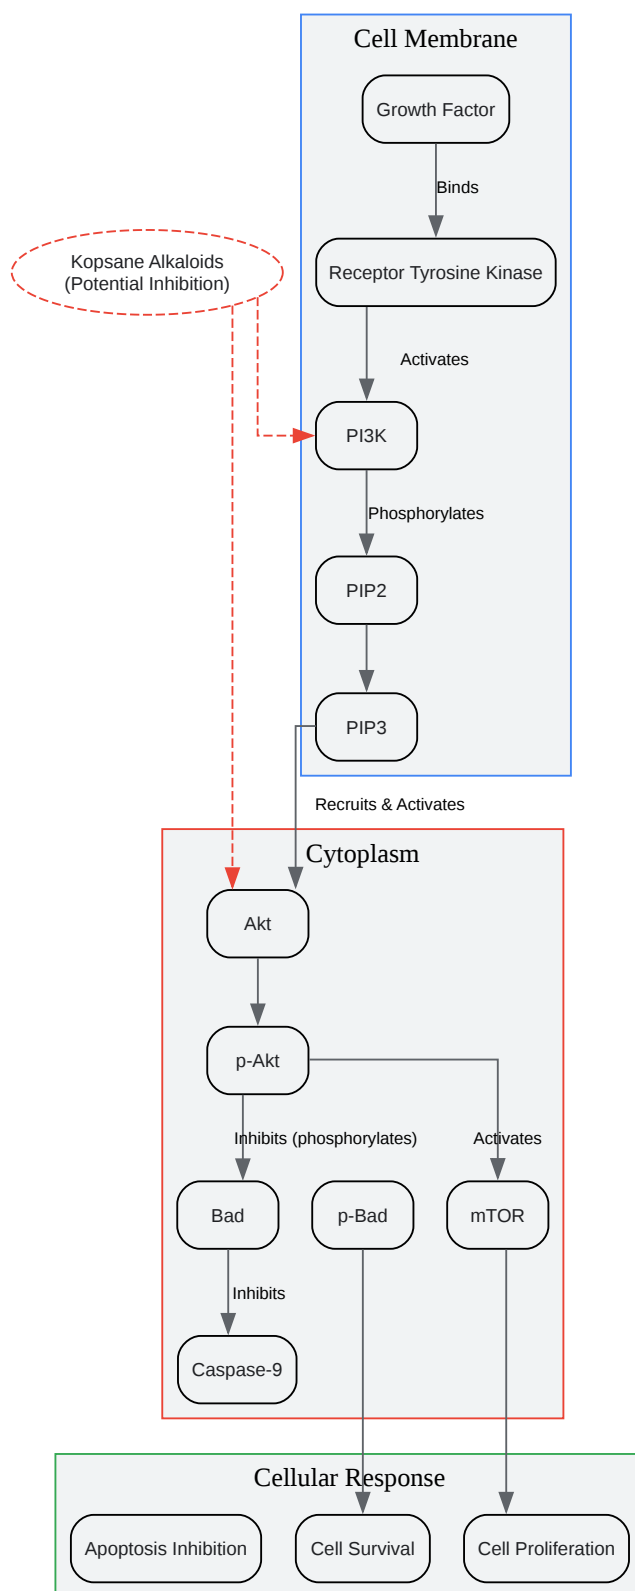 Cell Membrane
Growth Factor
Binds
Kopsane Alkaloids
(Potential Inhibition)
Receptor Tyrosine Kinase
Activates
PI3K
Phosphorylates
PIP2
PIP3
Recruits & Activates
Cytoplasm
Akt
p-Akt
Inhibits (phosphorylates)
Activates
Bad
p-Bad
mTOR
Inhibits
Caspase-9
Cellular Response
Apoptosis Inhibition
Cell Survival
Cell Proliferation